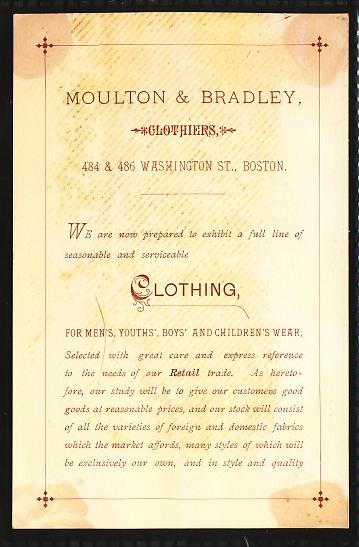 MOULTON & BRADLEY,
CLOTHIERS,
484 & 486 WASHINGTON ST., BOSTON.
WE are now prepared to exhibit a full line of
seasonable and serviceable
CLOTHING,
FOR MEN'S, YOUTHS', BOYS' AND CHILDREN'S WEAR,
Selected with great care and express reference
to the needs of our Retail trade. As hereto-
fore, our study will be to give our customers good
goods at reasonable prices, and our stock will consist
of all the varieties of foreign and domestic fabrics
which the market affords, many styles of which will
be exclusively our own, and in style and quality